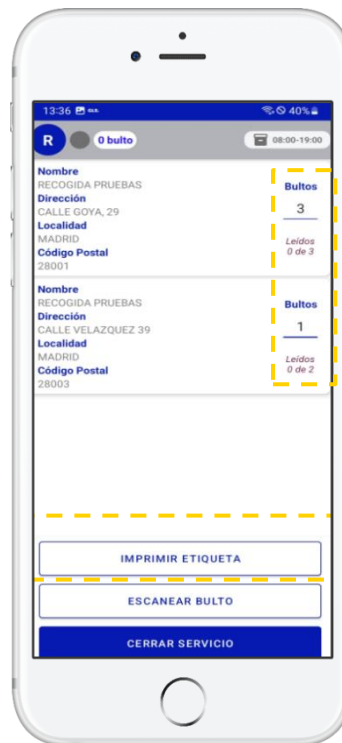 13:36 40%
R 0 bulto 08:00-19:00
Nombre
RECOGIDA PRUEBAS
Dirección
CALLE GOYA, 29
Localidad
MADRID
Código Postal
28001
Bultos
3
Leídos
0 de 3
Nombre
RECOGIDA PRUEBAS
Dirección
CALLE VELAZQUEZ 39
Localidad
MADRID
Código Postal
28003
Bultos
1
Leídos
0 de 2
IMPRIMIR ETIQUETA
ESCANEAR BULTO
CERRAR SERVICIO